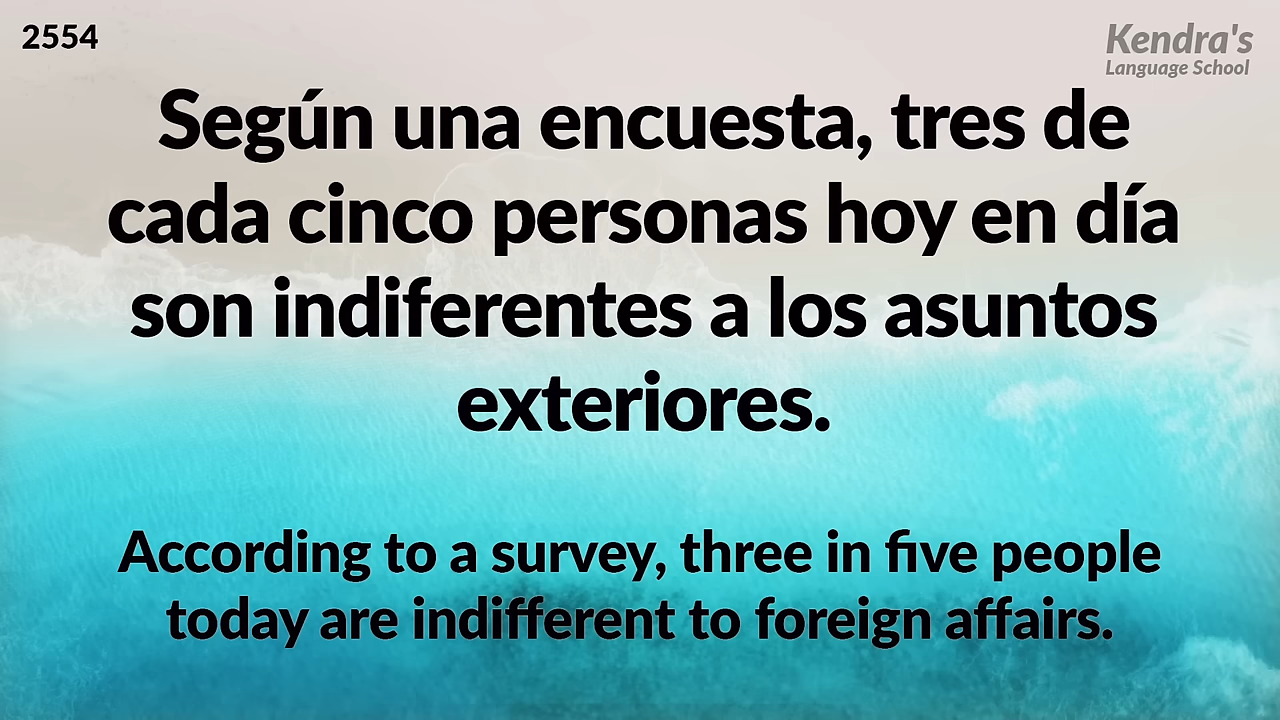 2554
Kendra's
Language School
Según una encuesta, tres de
cada cinco personas hoy en día
son indiferentes a los asuntos
exteriores.
According to a survey, three in five people
today are indifferent to foreign affairs.